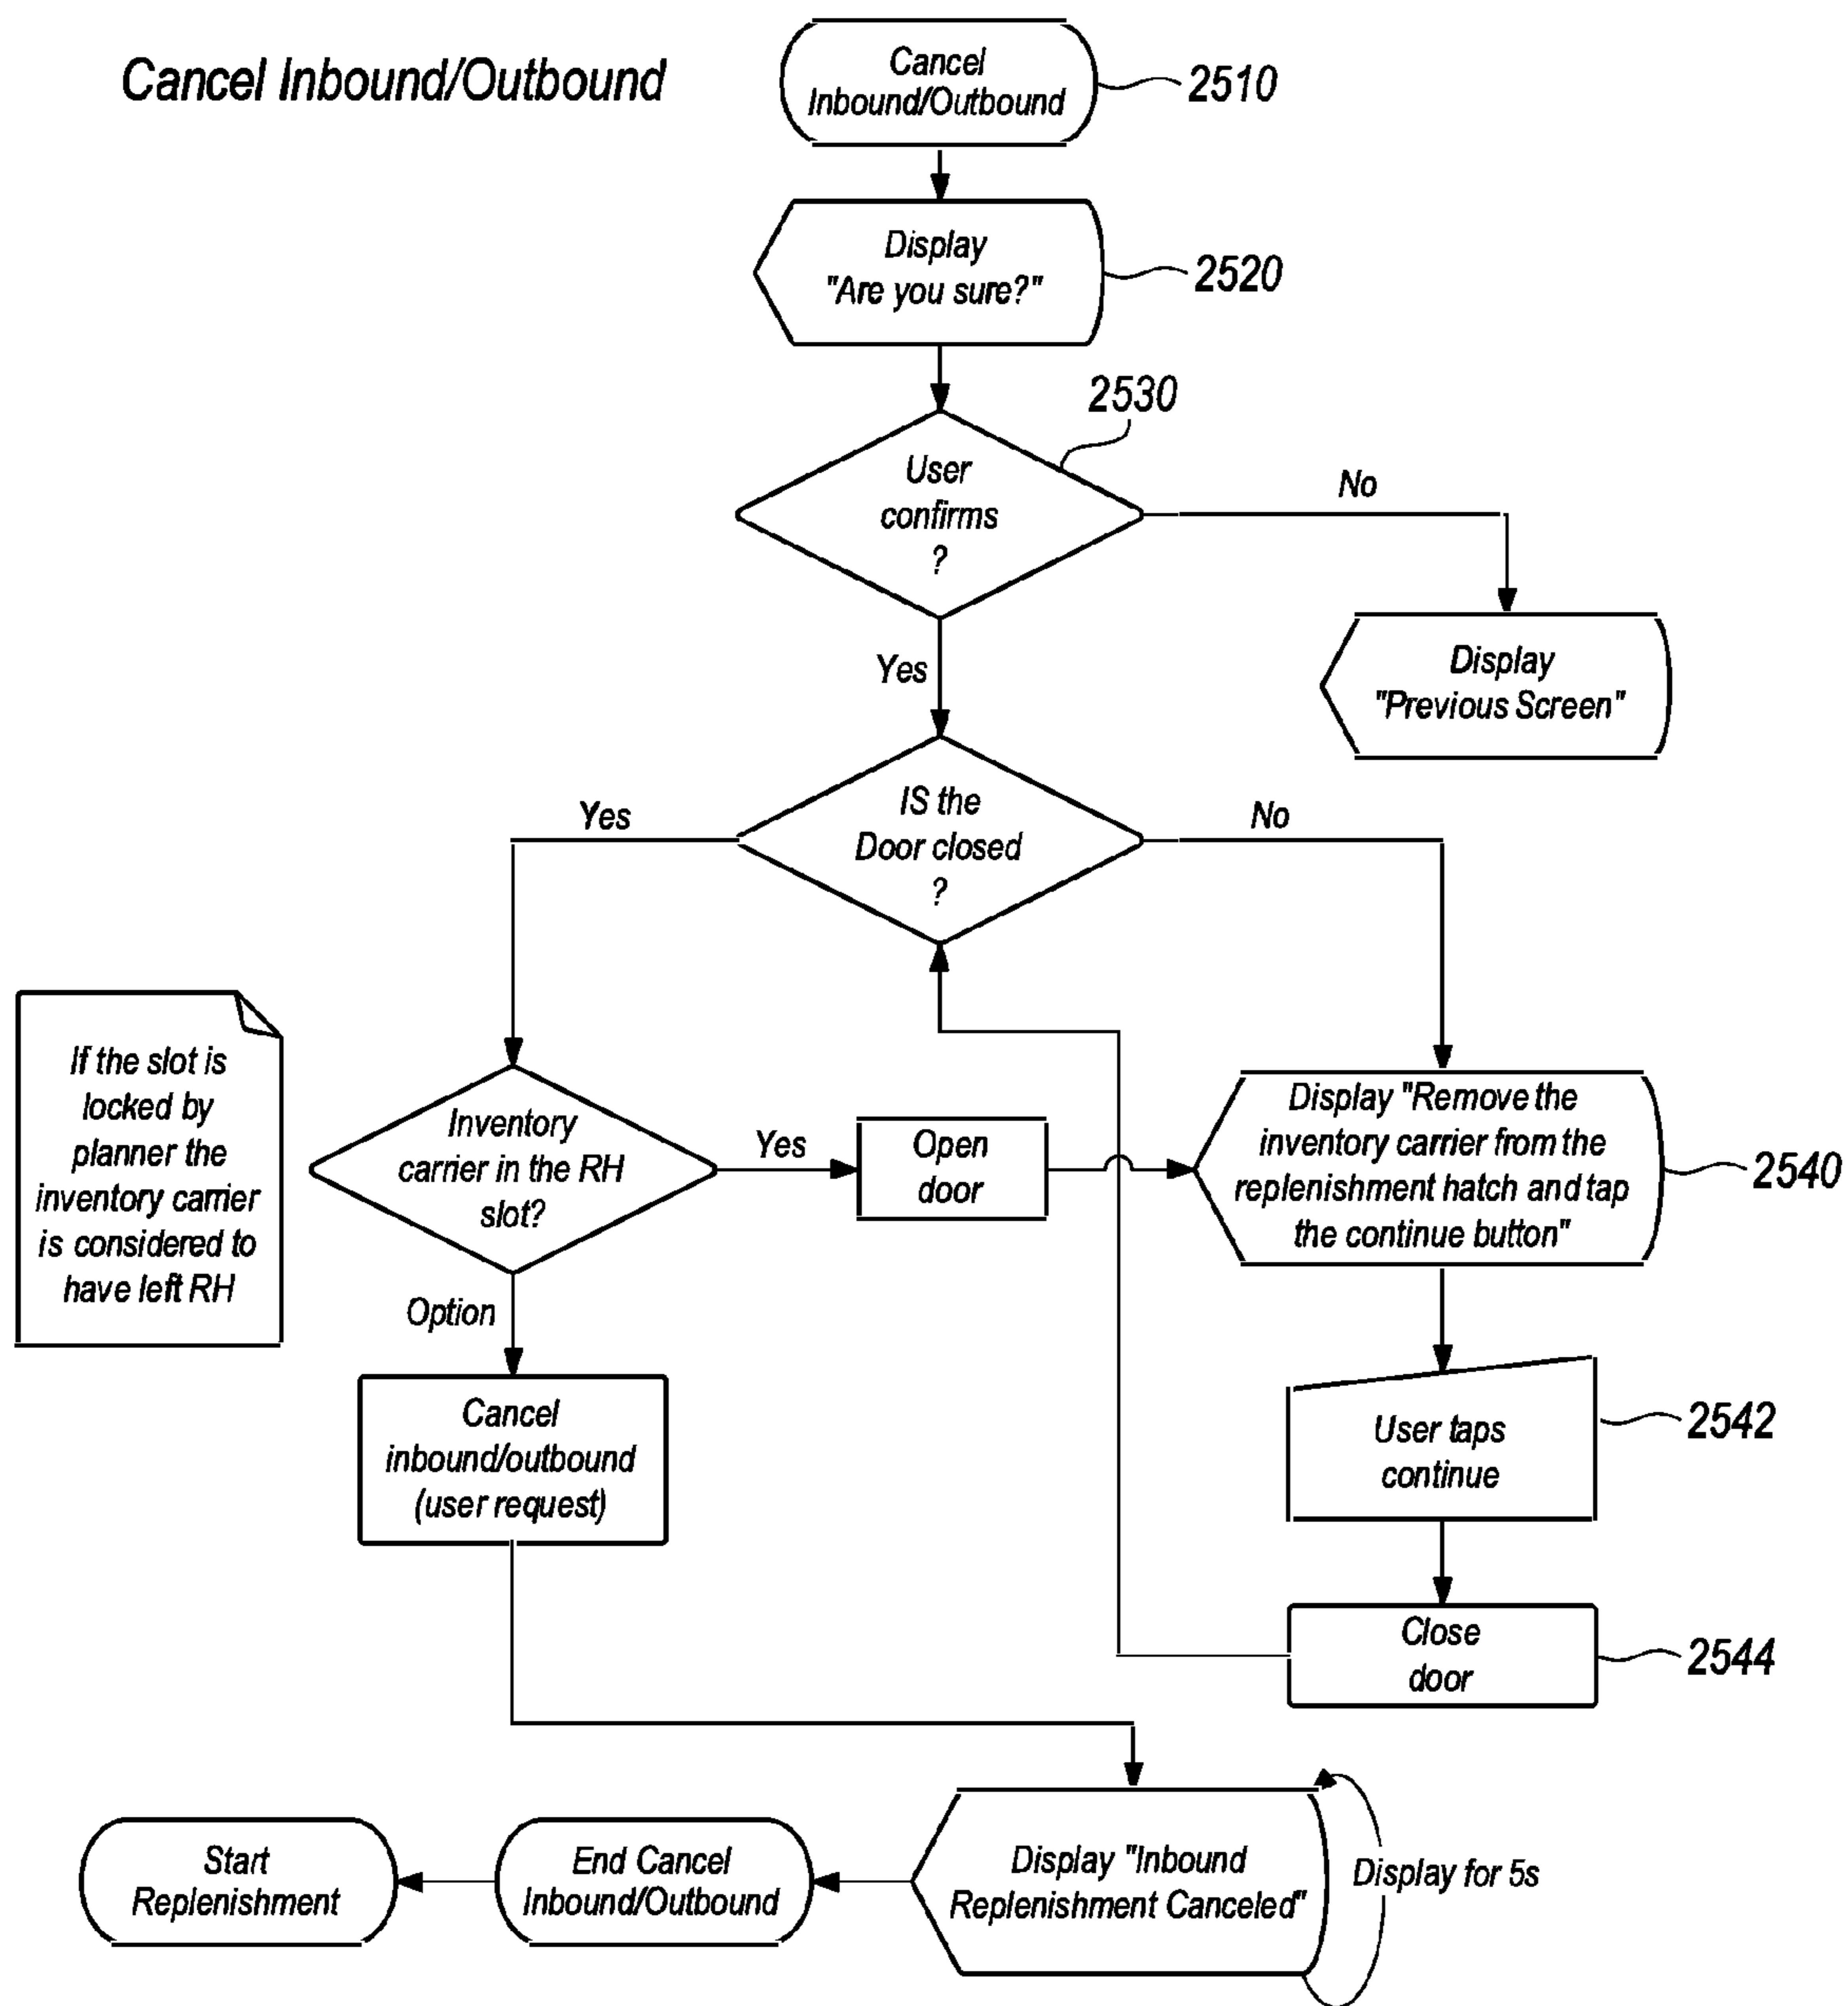 Cancel Inbound/Outbound
Cancel
Inbound/Outbound
2510
Display
"Are you sure?"
2520
2530
User
confirms
?
No
Yes
Display
"Previous Screen"
IS the
Door closed
?
Yes
No
If the slot is
locked by
planner the
inventory carrier
is considered to
have left RH
Inventory
carrier in the RH
slot?
Yes
Open
door
Display "Remove the
inventory carrier from the
replenishment hatch and tap
the continue button"
2540
Option
Cancel
inbound/outbound
(user request)
User taps
continue
2542
Close
door
2544
Start
Replenishment
End Cancel
Inbound/Outbound
Display "Inbound
Replenishment Canceled"
Display for 5s